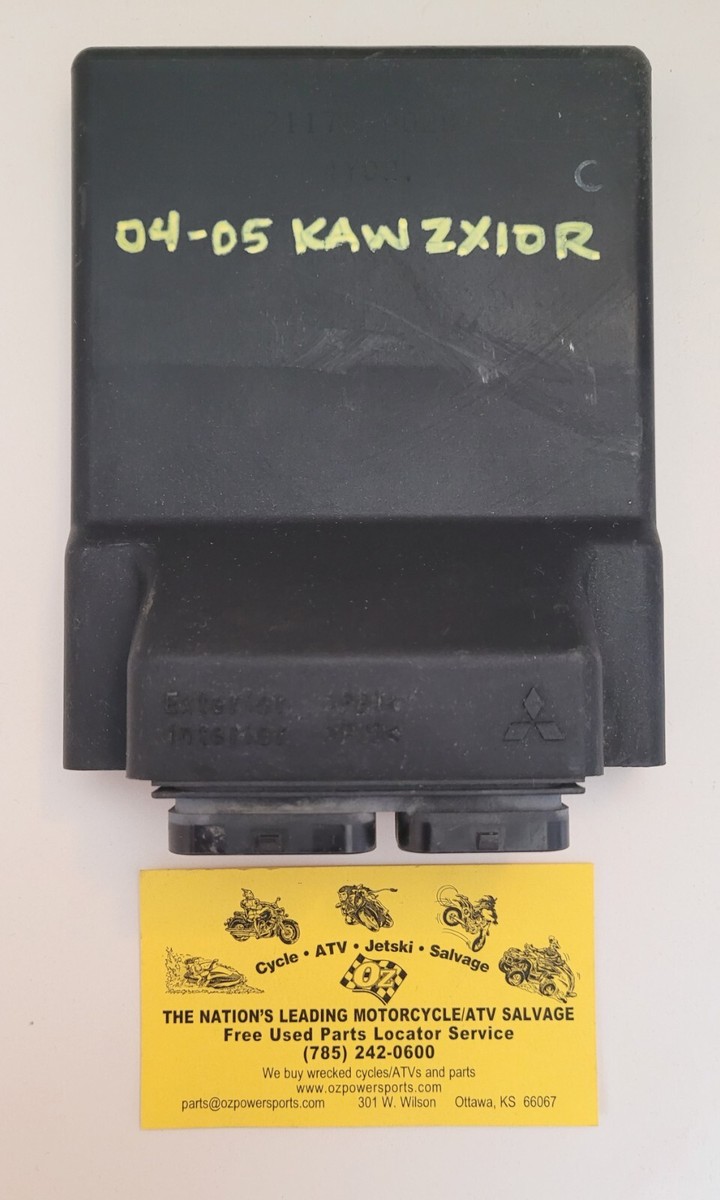 C
04-05 KAW ZX10R
Exterior
Interior
Cycle • ATV • Jetski • Salvage
OZ
THE NATION'S LEADING MOTORCYCLE/ATV SALVAGE
Free Used Parts Locator Service
(785) 242-0600
We buy wrecked cycles/ATVs and parts
www.ozpowersports.com
parts@ozpowersports.com 301 W. Wilson Ottawa, KS 66067